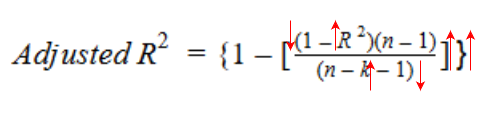 Adjusted R² = {1 − [(1 − R²)(n − 1) / (n − k − 1)]}